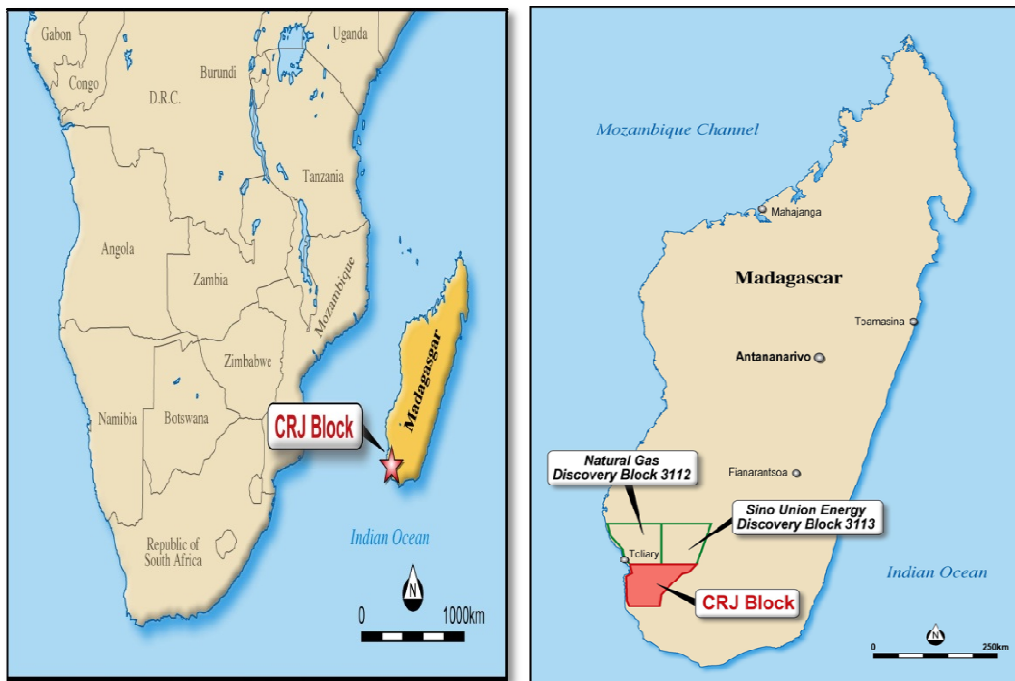 Gabon
Uganda
Congo
Burundi
D.R.C.
Tanzania
Angola
Zambia
Mozambique
Zimbabwe
Madagasgar
Namibia
Botswana
CRJ Block
Republic of
South Africa
Indian Ocean
N
0 1000km
Mozambique Channel
Mahajanga
Madagascar
Toamasina
Antananarivo
Natural Gas
Discovery Block 3112
Fianarantsoa
Sino Union Energy
Discovery Block 3113
Toliary
Indian Ocean
CRJ Block
N
0 250km